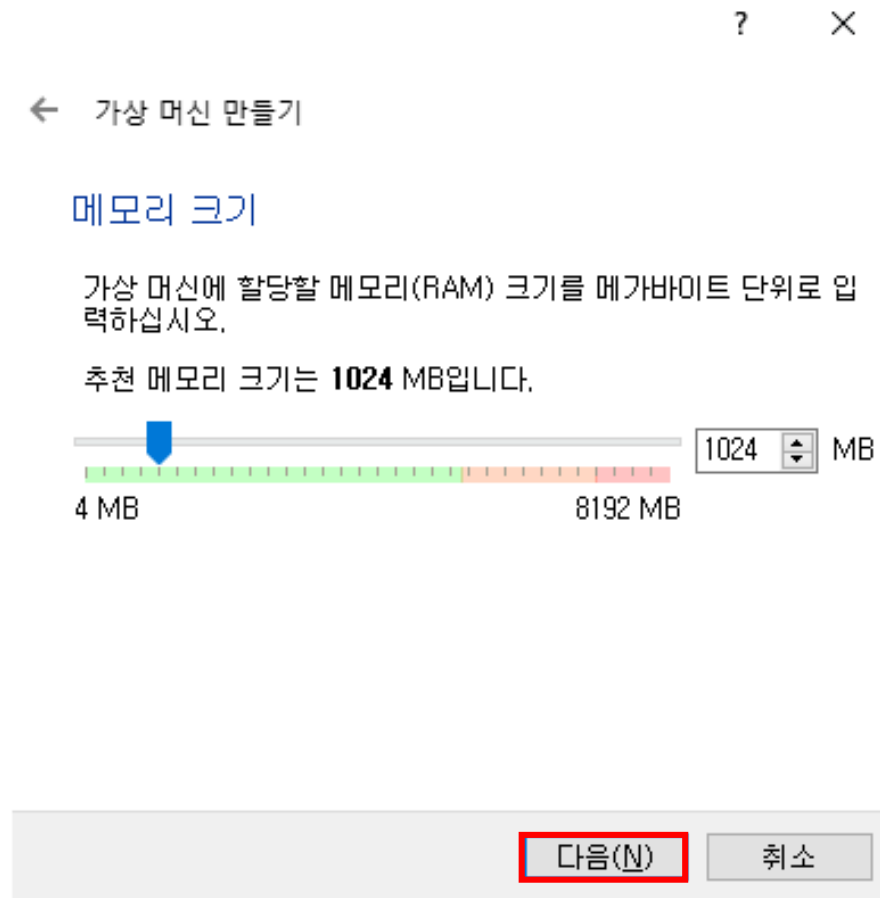 ?
가상 머신 만들기
메모리 크기
가상 머신에 할당할 메모리(RAM) 크기를 메가바이트 단위로 입
력하십시오.
추천 메모리 크기는 1024 MB입니다.
1024 MB
4 MB 8192 MB
다음(N) 취소